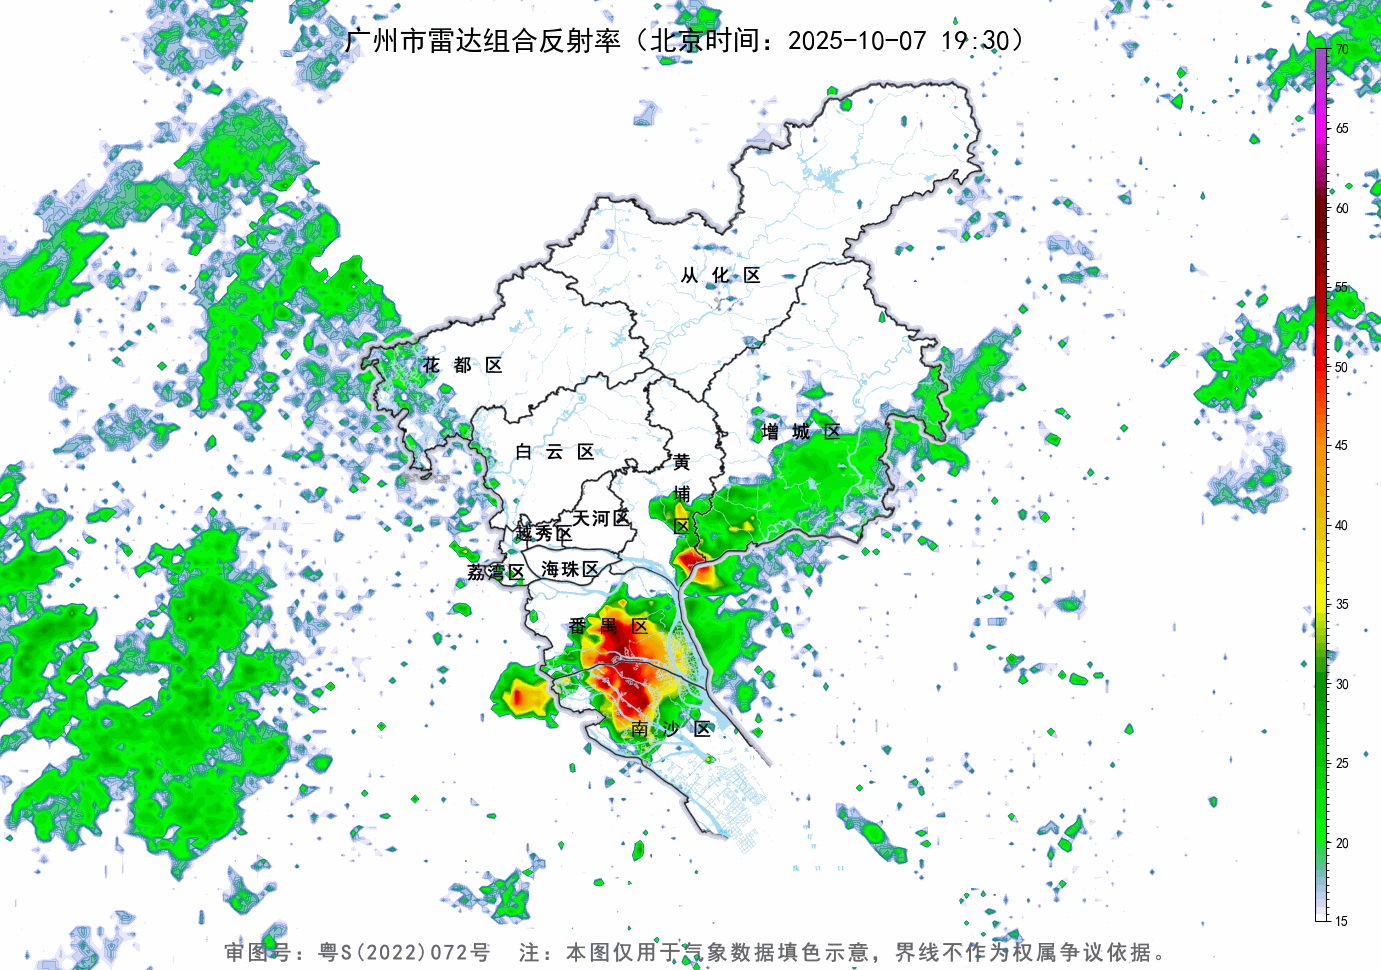 广州市雷达组合反射率（北京时间：2025-10-07 19:30）
70
65
60
55
50
45
40
35
30
25
20
15
从化区
花都区
增城区
白云区
黄埔区
天河区
越秀区
海珠区
荔湾区
番禺区
南沙区
审图号：粤S(2022)072号 注：本图仅用于气象数据填色示意，界线不作为权属争议依据。